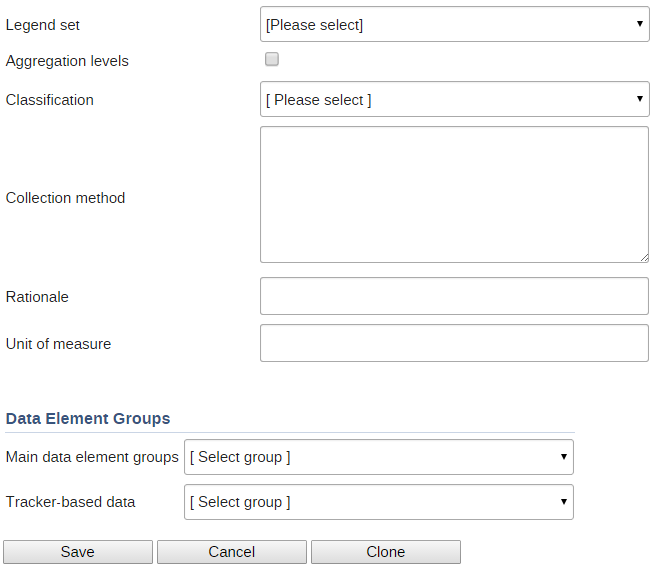 Legend set [Please select]
Aggregation levels
Classification [ Please select ]
Collection method
Rationale
Unit of measure
Data Element Groups
Main data element groups [ Select group ]
Tracker-based data [ Select group ]
Save Cancel Clone